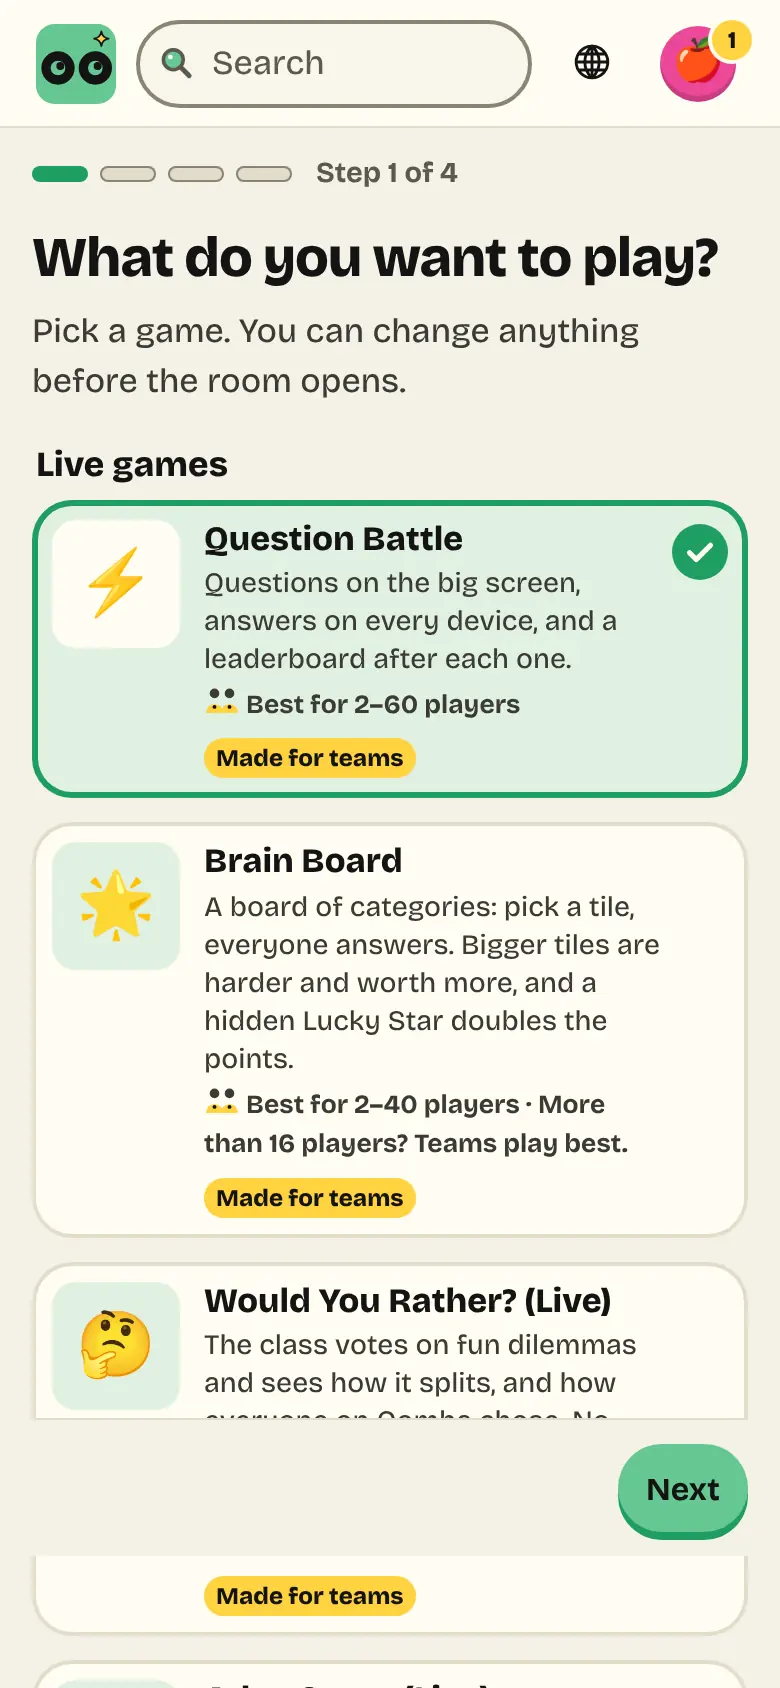 Search
1
Step 1 of 4
What do you want to play?
Pick a game. You can change anything
before the room opens.
Live games
Question Battle
Questions on the big screen,
answers on every device, and a
leaderboard after each one.
Best for 2–60 players
Made for teams
Brain Board
A board of categories: pick a tile,
everyone answers. Bigger tiles are
harder and worth more, and a
hidden Lucky Star doubles the
points.
Best for 2–40 players · More
than 16 players? Teams play best.
Made for teams
Would You Rather? (Live)
The class votes on fun dilemmas
and sees how it splits, and how
Next
Made for teams